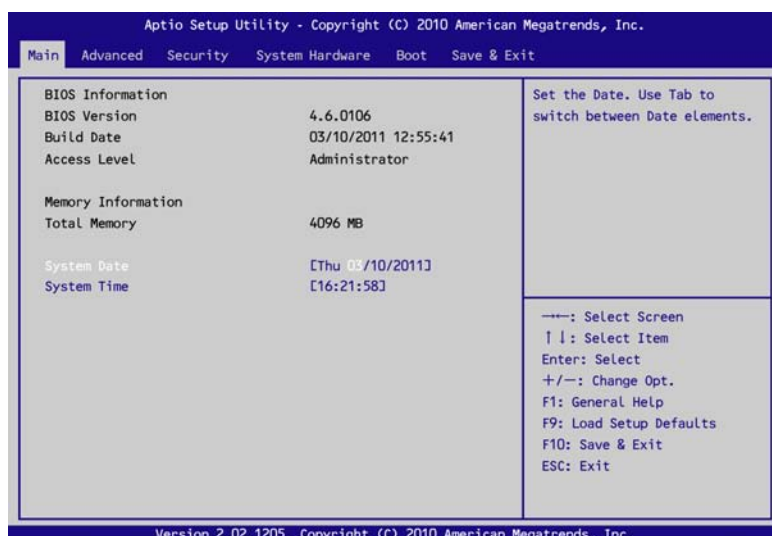 Aptio Setup Utility - Copyright (C) 2010 American Megatrends, Inc.
Main Advanced Security System Hardware Boot Save & Exit
BIOS Information
BIOS Version 4.6.0106
Build Date 03/10/2011 12:55:41
Access Level Administrator
Memory Information
Total Memory 4096 MB
System Date [Thu 03/10/2011]
System Time [16:21:58]
Set the Date. Use Tab to
switch between Date elements.
→←: Select Screen
↑↓: Select Item
Enter: Select
+/-: Change Opt.
F1: General Help
F9: Load Setup Defaults
F10: Save & Exit
ESC: Exit
Version 2.02.1205. Copyright (C) 2010 American Megatrends, Inc.